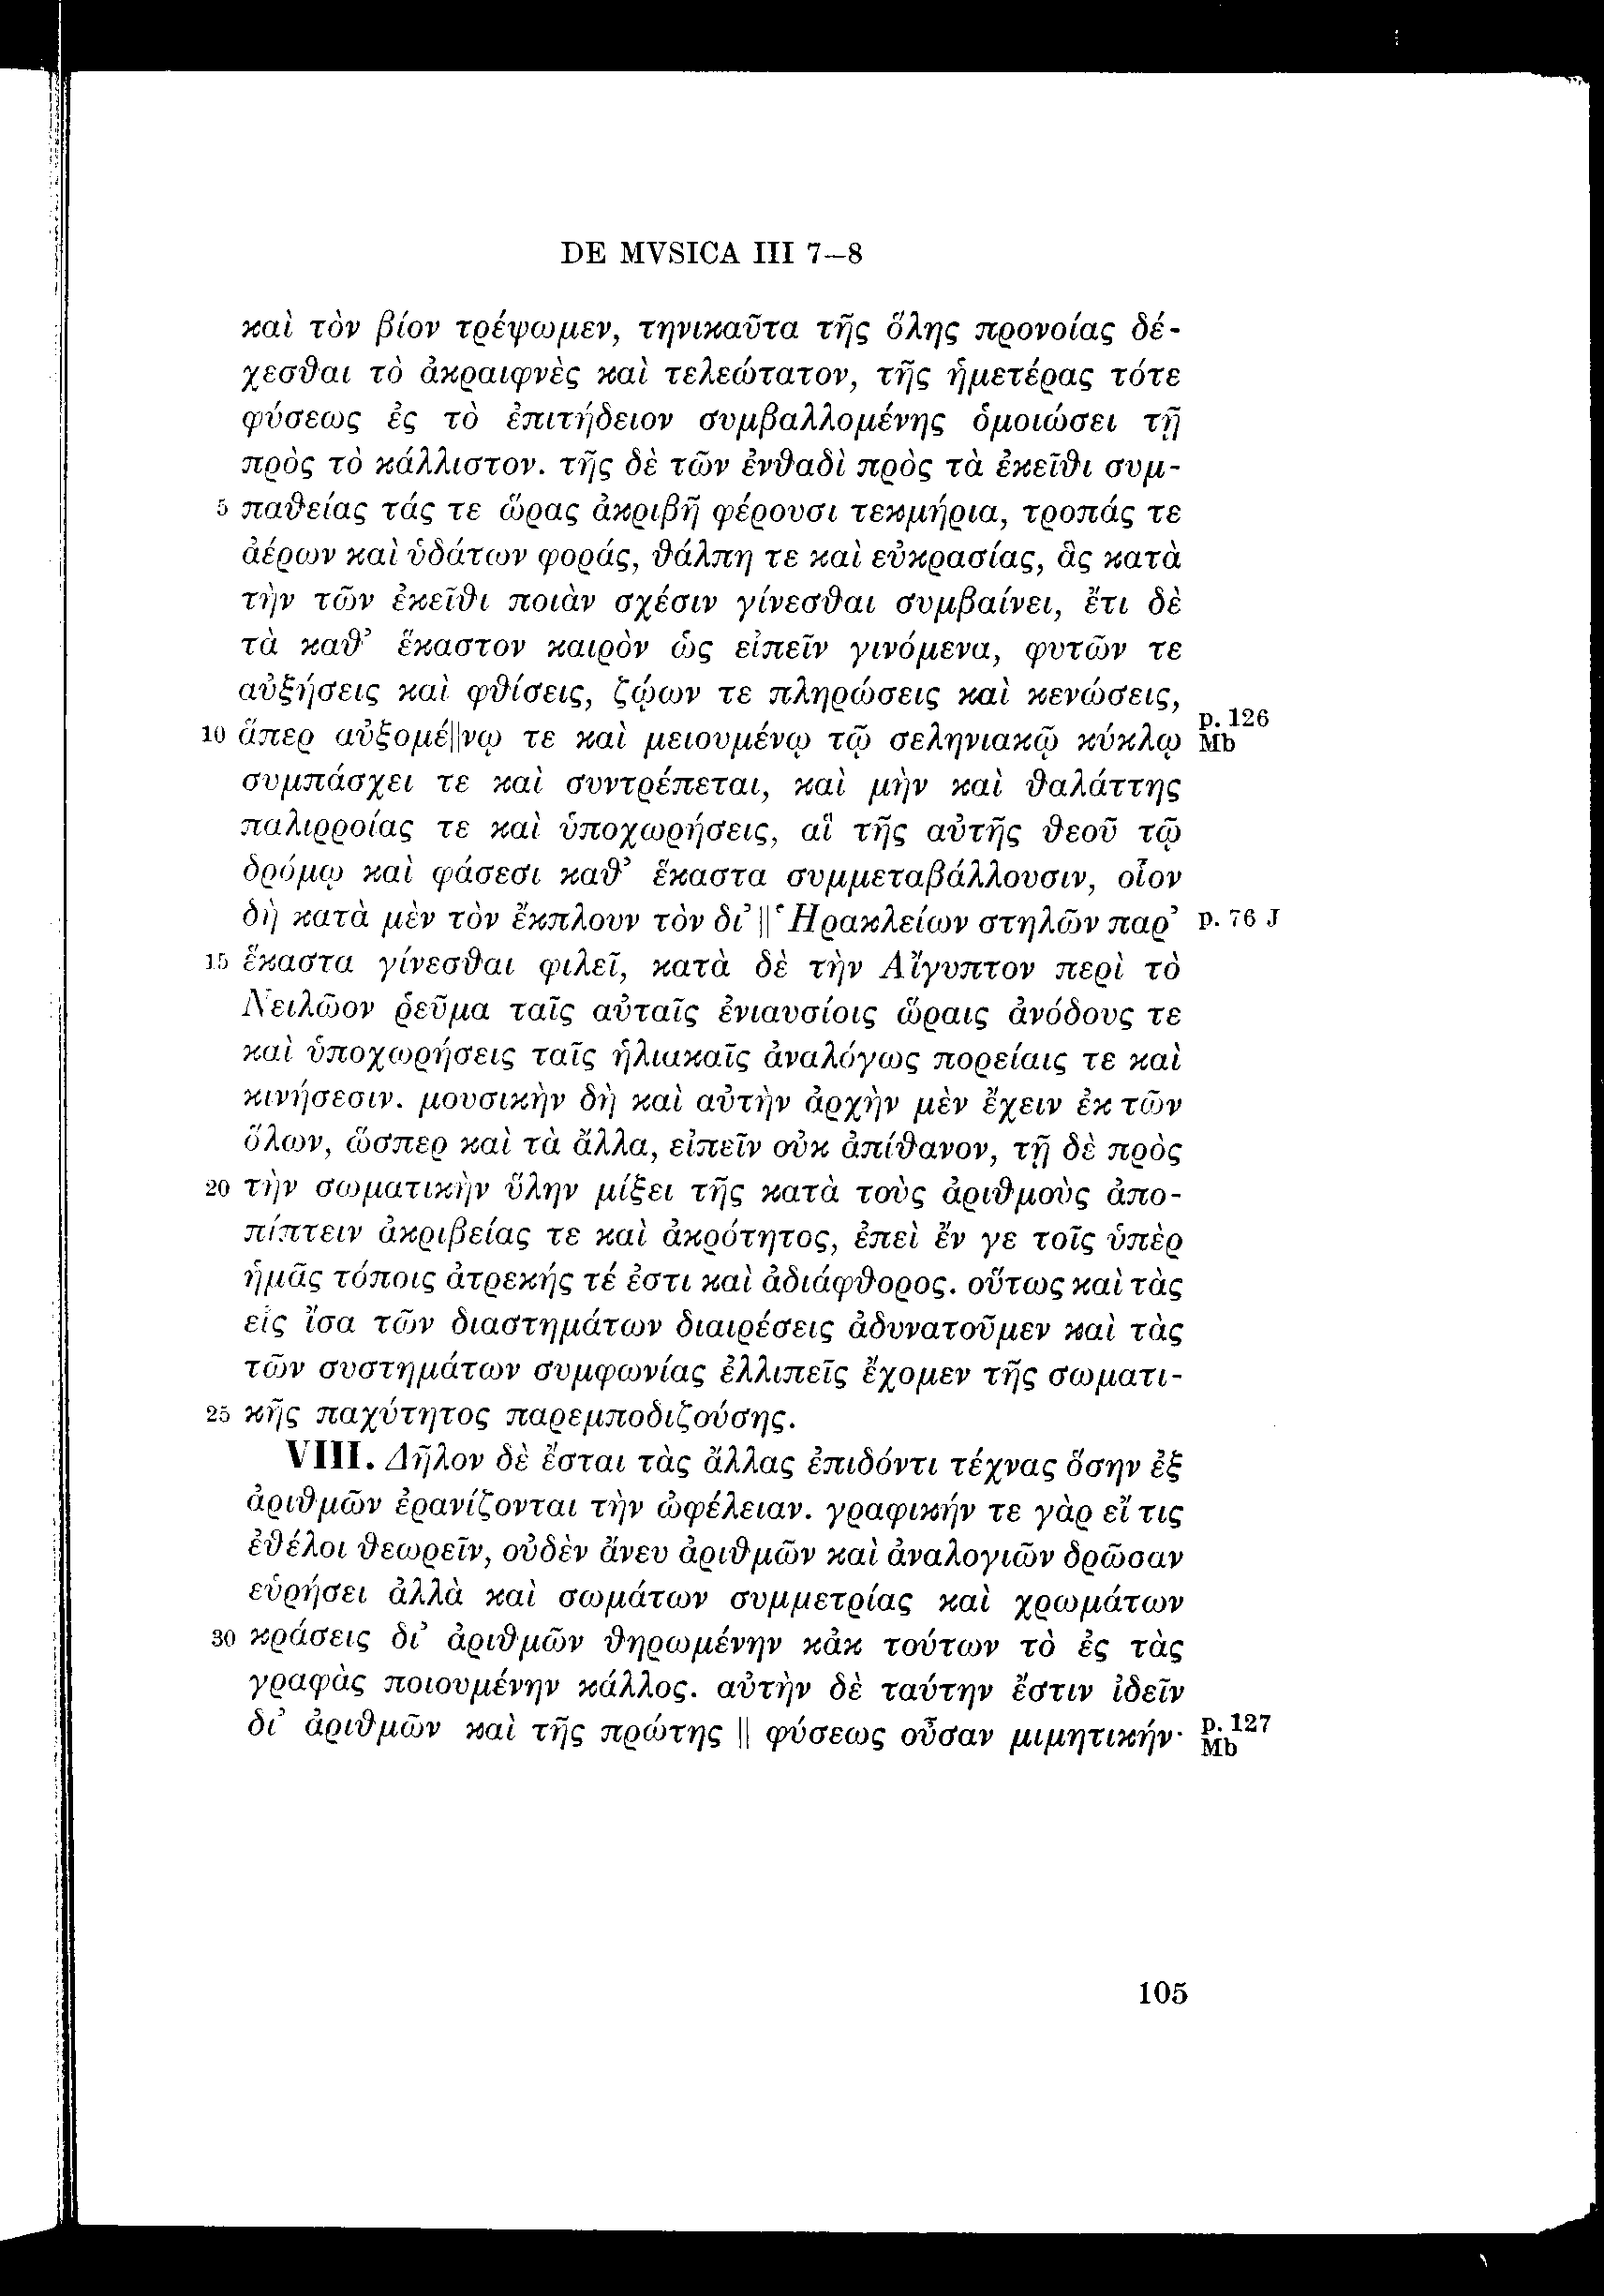 DE MVSICA III 7–8
καὶ τὸν βίον τρέψωμεν, τηνικαῦτα τῆς ὅλης προνοίας δέ-
χεσθαι τὸ ἀκραιφνὲς καὶ τελεώτατον, τῆς ἡμετέρας τότε
φύσεως ἐς τὸ ἐπιτήδειον συμβαλλομένης ὁμοιώσει τῇ
πρὸς τὸ κάλλιστον. τῆς δὲ τῶν ἐνθαδὶ πρὸς τὰ ἐκεῖθι συμ-
5 παθείας τάς τε ὥρας ἀκριβῆ φέρουσι τεκμήρια, τροπάς τε
ἀέρων καὶ ὑδάτων φοράς, θάλπη τε καὶ εὐκρασίας, ἃς κατὰ
τὴν τῶν ἐκεῖθι ποιὰν σχέσιν γίνεσθαι συμβαίνει, ἔτι δὲ
τὰ καθ’ ἕκαστον καιρὸν ὡς εἰπεῖν γινόμενα, φυτῶν τε
αὐξήσεις καὶ φθίσεις, ζῴων τε πληρώσεις καὶ κενώσεις,
10 ἅπερ αὐξομέ||νῳ τε καὶ μειουμένῳ τῷ σεληνιακῷ κύκλῳ p. 126 Mb
συμπάσχει τε καὶ συντρέπεται, καὶ μὴν καὶ θαλάττης
παλιρροίας τε καὶ ὑποχωρήσεις, αἳ τῆς αὐτῆς θεοῦ τῷ
δρόμῳ καὶ φάσεσι καθ’ ἕκαστα συμμεταβάλλουσιν, οἷον
δὴ κατὰ μὲν τὸν ἔκπλουν τὸν δι’ || Ἡρακλείων στηλῶν παρ’ p. 76 J
15 ἕκαστα γίνεσθαι φιλεῖ, κατὰ δὲ τὴν Αἴγυπτον περὶ τὸ
Νειλῶον ῥεῦμα ταῖς αὐταῖς ἐνιαυσίοις ὥραις ἀνόδους τε
καὶ ὑποχωρήσεις ταῖς ἡλιακαῖς ἀναλόγως πορείαις τε καὶ
κινήσεσιν. μουσικὴν δὴ καὶ αὐτὴν ἀρχὴν μὲν ἔχειν ἐκ τῶν
ὅλων, ὥσπερ καὶ τὰ ἄλλα, εἰπεῖν οὐκ ἀπίθανον, τῇ δὲ πρὸς
20 τὴν σωματικὴν ὕλην μίξει τῆς κατὰ τοὺς ἀριθμοὺς ἀπο-
πίπτειν ἀκριβείας τε καὶ ἀκρότητος, ἐπεὶ ἔν γε τοῖς ὑπὲρ
ἡμᾶς τόποις ἀτρεκής τέ ἐστι καὶ ἀδιάφθορος. οὕτως καὶ τὰς
εἰς ἴσα τῶν διαστημάτων διαιρέσεις ἀδυνατοῦμεν καὶ τὰς
τῶν συστημάτων συμφωνίας ἐλλιπεῖς ἔχομεν τῆς σωματι-
25 κῆς παχύτητος παρεμποδιζούσης.
VIII. Δῆλον δὲ ἔσται τὰς ἄλλας ἐπιδόντι τέχνας ὅσην ἐξ
ἀριθμῶν ἐρανίζονται τὴν ὠφέλειαν. γραφικήν τε γὰρ εἴ τις
ἐθέλοι θεωρεῖν, οὐδὲν ἄνευ ἀριθμῶν καὶ ἀναλογιῶν δρῶσαν
εὑρήσει ἀλλὰ καὶ σωμάτων συμμετρίας καὶ χρωμάτων
30 κράσεις δι’ ἀριθμῶν θηρωμένην κἀκ τούτων τὸ ἐς τὰς
γραφὰς ποιουμένην κάλλος. αὐτὴν δὲ ταύτην ἔστιν ἰδεῖν
δι’ ἀριθμῶν καὶ τῆς πρώτης || φύσεως οὖσαν μιμητικήν· p. 127 Mb
105